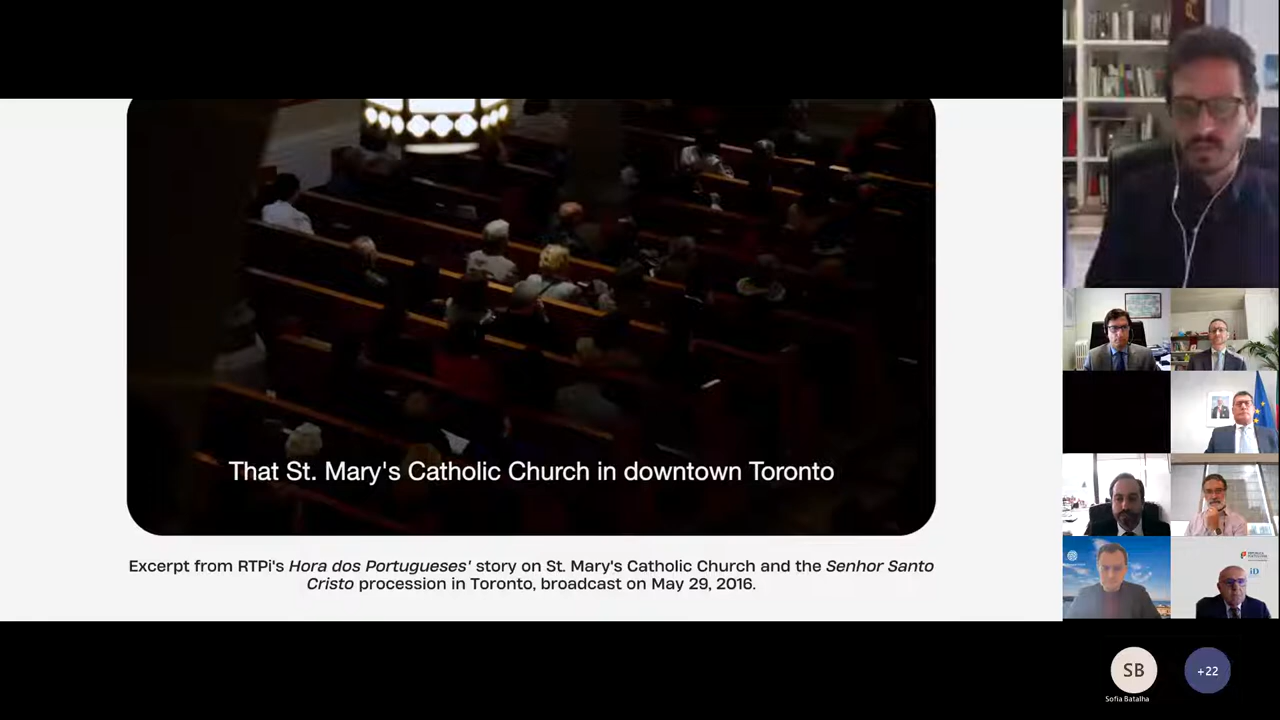 That St. Mary's Catholic Church in downtown Toronto
Excerpt from RTPi's Hora dos Portugueses' story on St. Mary's Catholic Church and the Senhor Santo
Cristo procession in Toronto, broadcast on May 29, 2016.
iD
SB
+22
Sofia Batalha